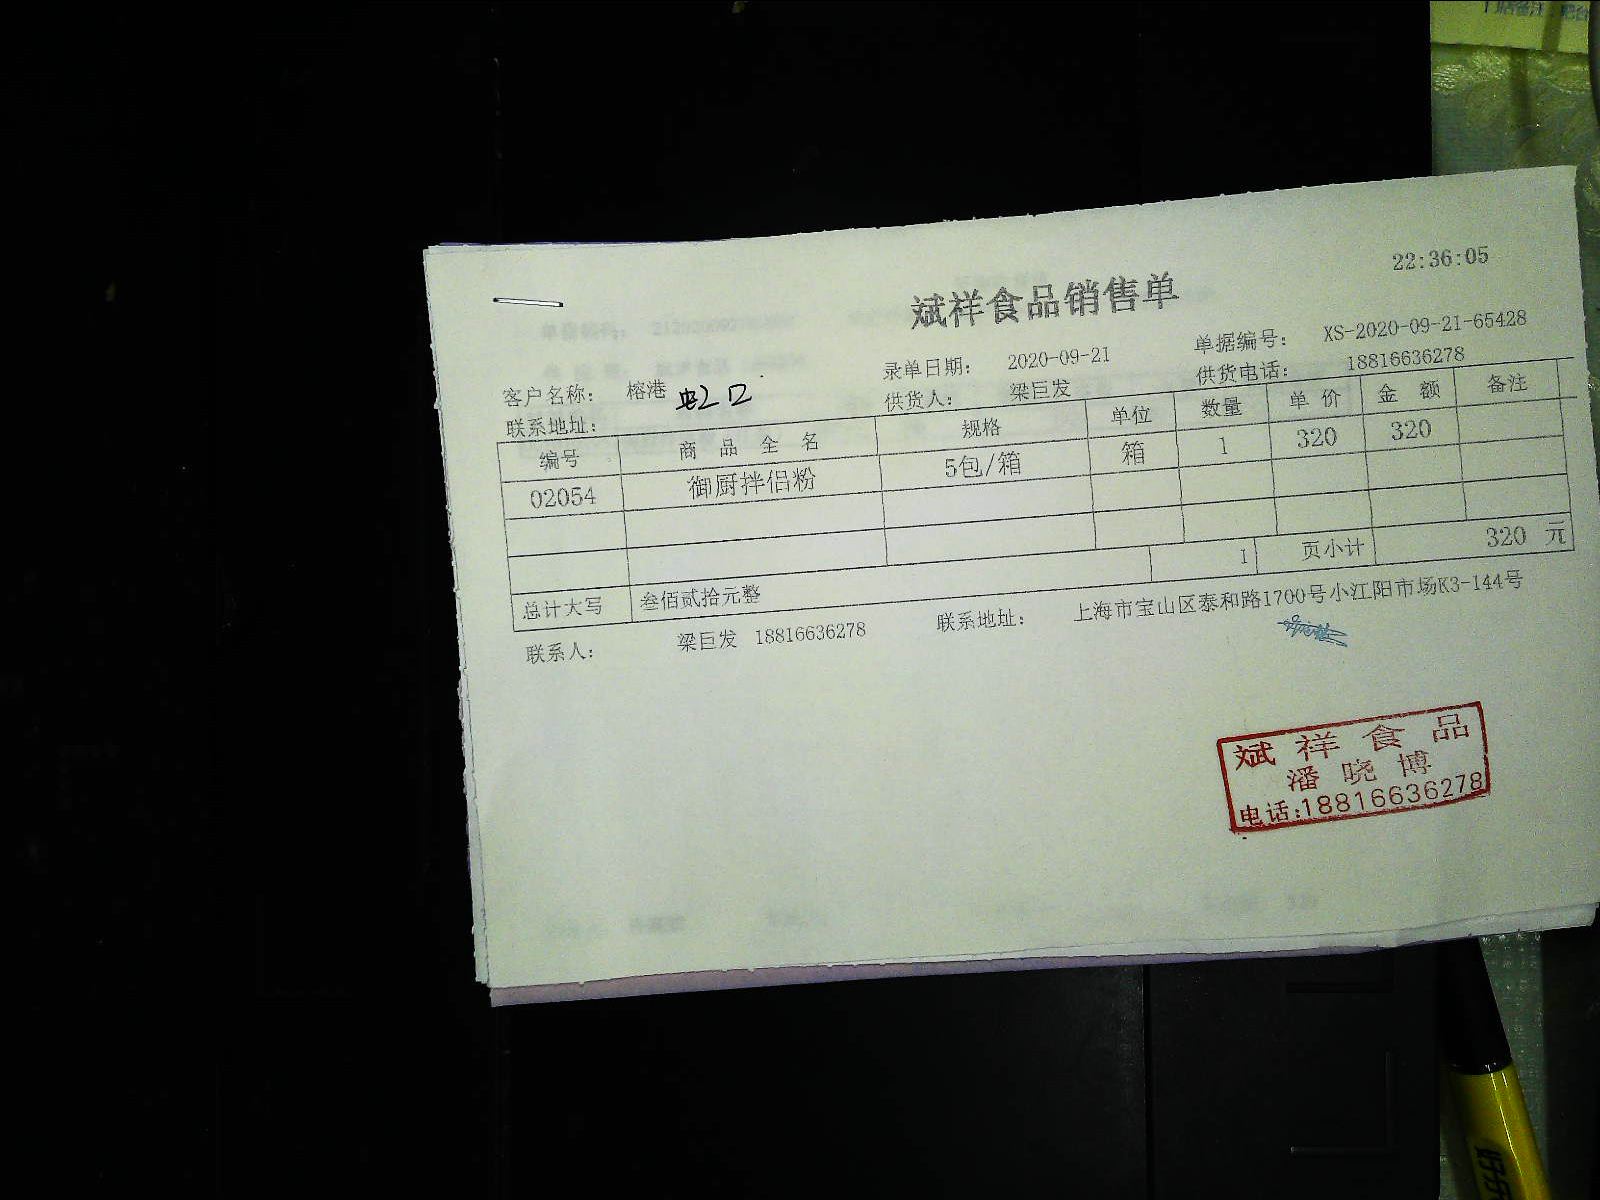 22:36:05
斌祥食品销售单
客户名称： 榕港 虹口 录单日期： 2020-09-21 单据编号： XS-2020-09-21-65428
联系地址： 供货人： 梁巨发 供货电话： 18816636278
编号 商品全名 规格 单位 数量 单价 金额 备注
02054 御厨拌侣粉 5包/箱 箱 1 320 320
总计大写 叁佰贰拾元整 1 页小计 320 元
联系人： 梁巨发 18816636278 联系地址： 上海市宝山区泰和路1700号小江阳市场K3-144号
斌祥食品
潘晓博
电话:18816636278